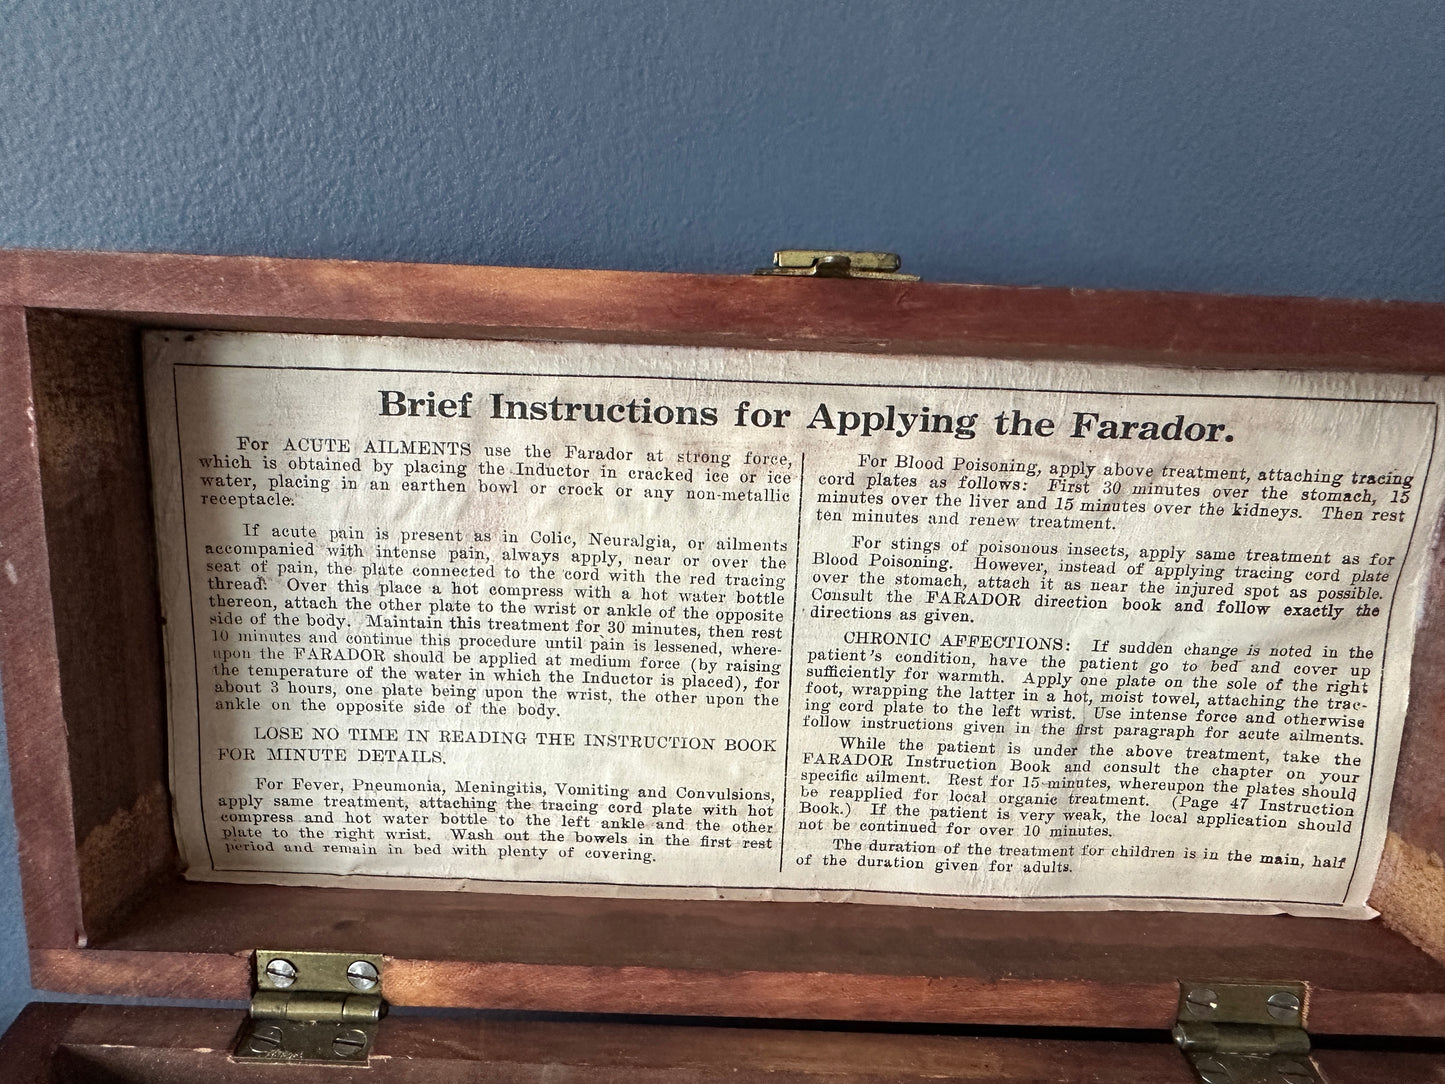 Brief Instructions for Applying the Farador.
For ACUTE AILMENTS use the Farador at strong force,
which is obtained by placing the Inductor in cracked ice or ice
water, placing in an earthen bowl or crock or any non-metallic
receptacle.
If acute pain is present as in Colic, Neuralgia, or ailments
accompanied with intense pain, always apply, near or over the
seat of pain, the plate connected to the cord with the red tracing
thread. Over this place a hot compress with a hot water bottle
thereon, attach the other plate to the wrist or ankle of the opposite
side of the body. Maintain this treatment for 30 minutes, then rest
10 minutes and continue this procedure until pain is lessened, where-
upon the FARADOR should be applied at medium force (by raising
the temperature of the water in which the Inductor is placed), for
about 3 hours, one plate being upon the wrist, the other upon the
ankle on the opposite side of the body.
LOSE NO TIME IN READING THE INSTRUCTION BOOK
FOR MINUTE DETAILS.
For Fever, Pneumonia, Meningitis, Vomiting and Convulsions,
apply same treatment, attaching the tracing cord plate with hot
compress and hot water bottle to the left ankle and the other
plate to the right wrist. Wash out the bowels in the first rest
period and remain in bed with plenty of covering.
For Blood Poisoning, apply above treatment, attaching tracing
cord plates as follows: First 30 minutes over the stomach, 15
minutes over the liver and 15 minutes over the kidneys. Then rest
ten minutes and renew treatment.
For stings of poisonous insects, apply same treatment as for
Blood Poisoning. However, instead of applying tracing cord plate
over the stomach, attach it as near the injured spot as possible.
Consult the FARADOR direction book and follow exactly the
directions as given.
CHRONIC AFFECTIONS: If sudden change is noted in the
patient's condition, have the patient go to bed and cover up
sufficiently for warmth. Apply one plate on the sole of the right
foot, wrapping the latter in a hot, moist towel, attaching the trac-
ing cord plate to the left wrist. Use intense force and otherwise
follow instructions given in the first paragraph for acute ailments.
While the patient is under the above treatment, take the
FARADOR Instruction Book and consult the chapter on your
specific ailment. Rest for 15 minutes, whereupon the plates should
be reapplied for local organic treatment. (Page 47 Instruction
Book.) If the patient is very weak, the local application should
not be continued for over 10 minutes.
The duration of the treatment for children is in the main, half
of the duration given for adults.